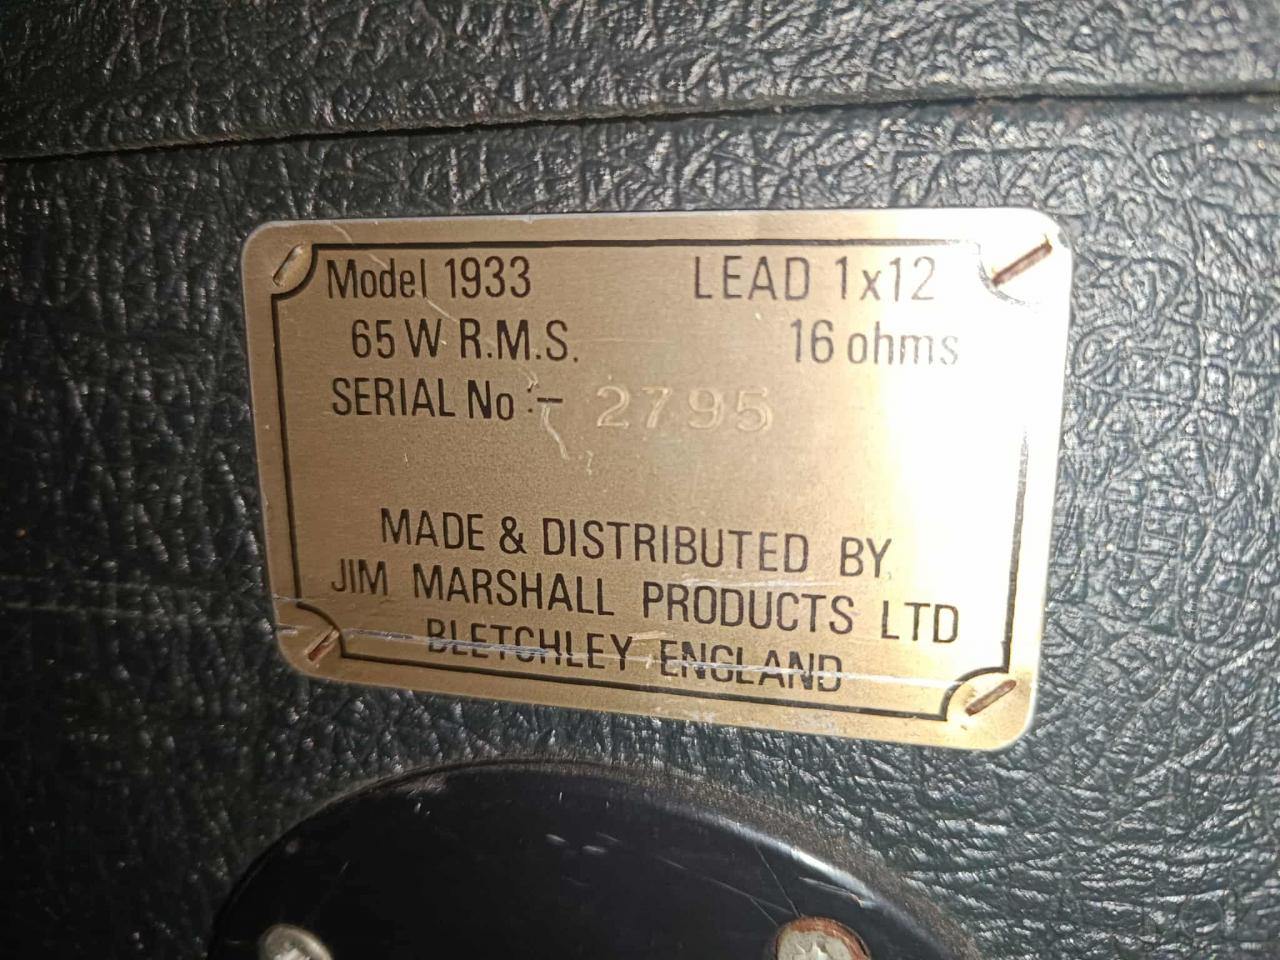 Model 1933 LEAD 1x12
65 W R.M.S. 16 ohms
SERIAL No :- 2795
MADE & DISTRIBUTED BY
JIM MARSHALL PRODUCTS LTD
BLETCHLEY ENGLAND